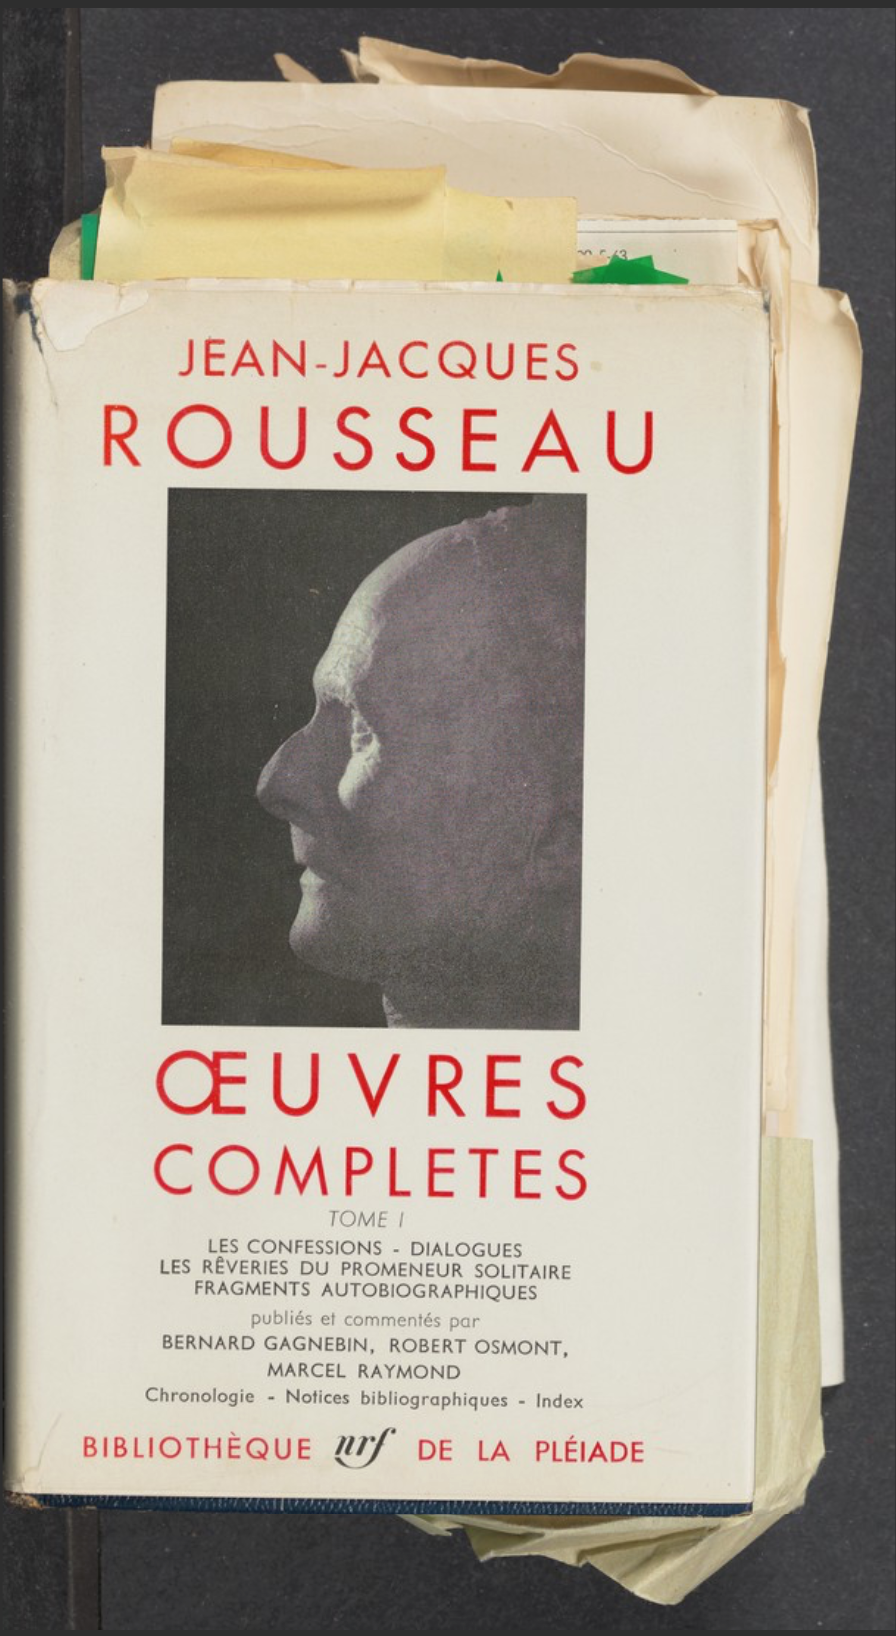 JEAN-JACQUES
ROUSSEAU
ŒUVRES
COMPLETES
TOME I
LES CONFESSIONS - DIALOGUES
LES RÊVERIES DU PROMENEUR SOLITAIRE
FRAGMENTS AUTOBIOGRAPHIQUES
publiés et commentés par
BERNARD GAGNEBIN, ROBERT OSMONT,
MARCEL RAYMOND
Chronologie - Notices bibliographiques - Index
BIBLIOTHÈQUE nrf DE LA PLÉIADE